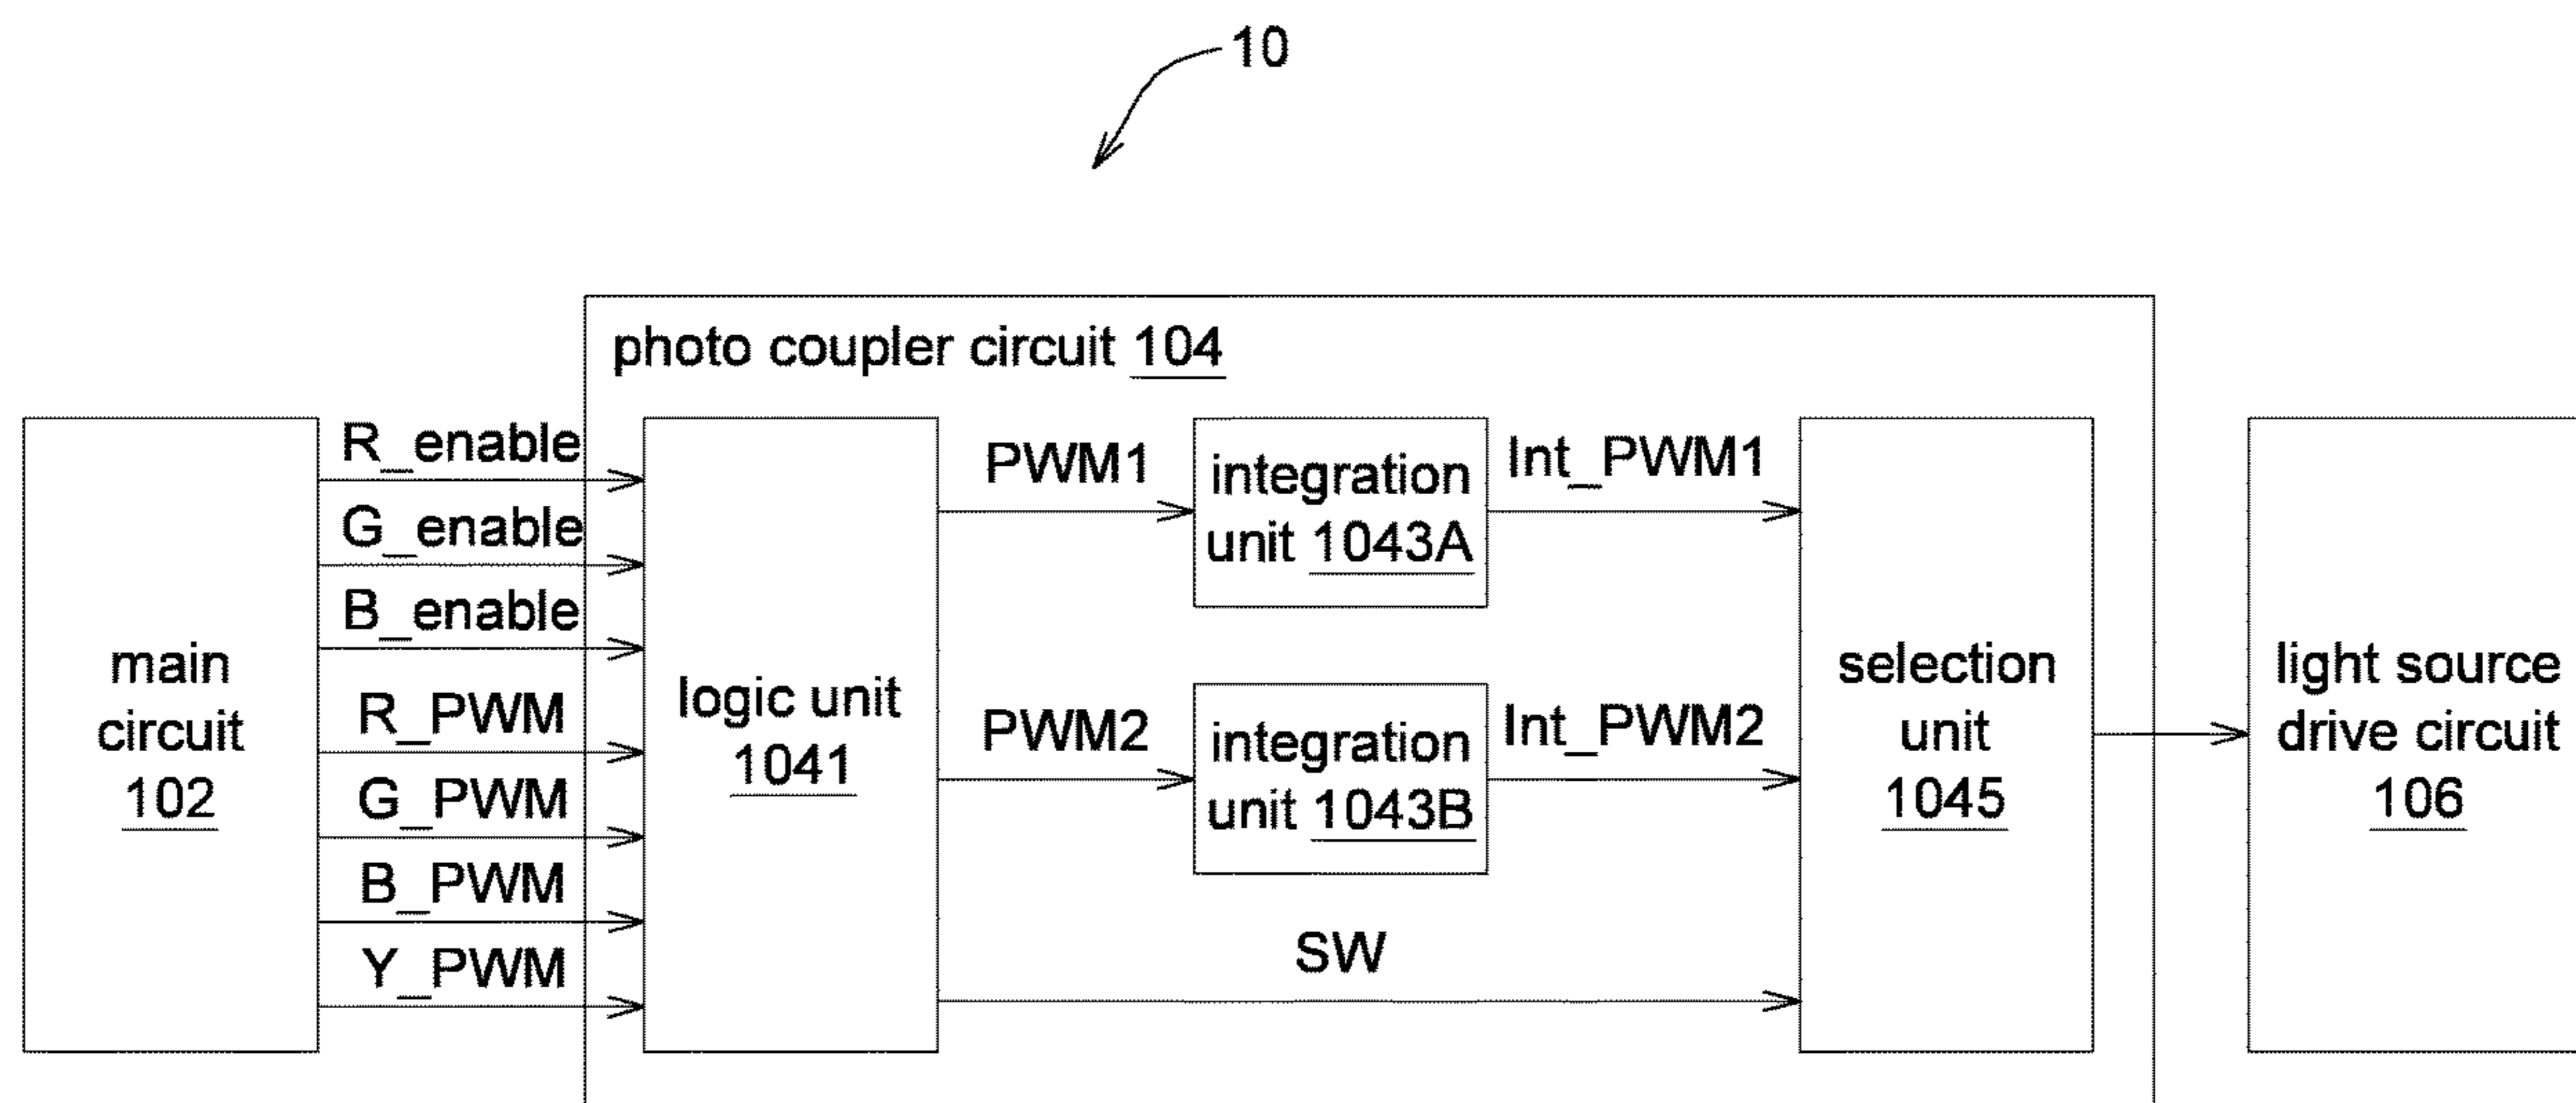 10
photo coupler circuit 104
main
circuit
102
R_enable
G_enable
B_enable
R_PWM
G_PWM
B_PWM
Y_PWM
logic unit
1041
PWM1
PWM2
integration
unit 1043A
integration
unit 1043B
Int_PWM1
Int_PWM2
SW
selection
unit
1045
light source
drive circuit
106